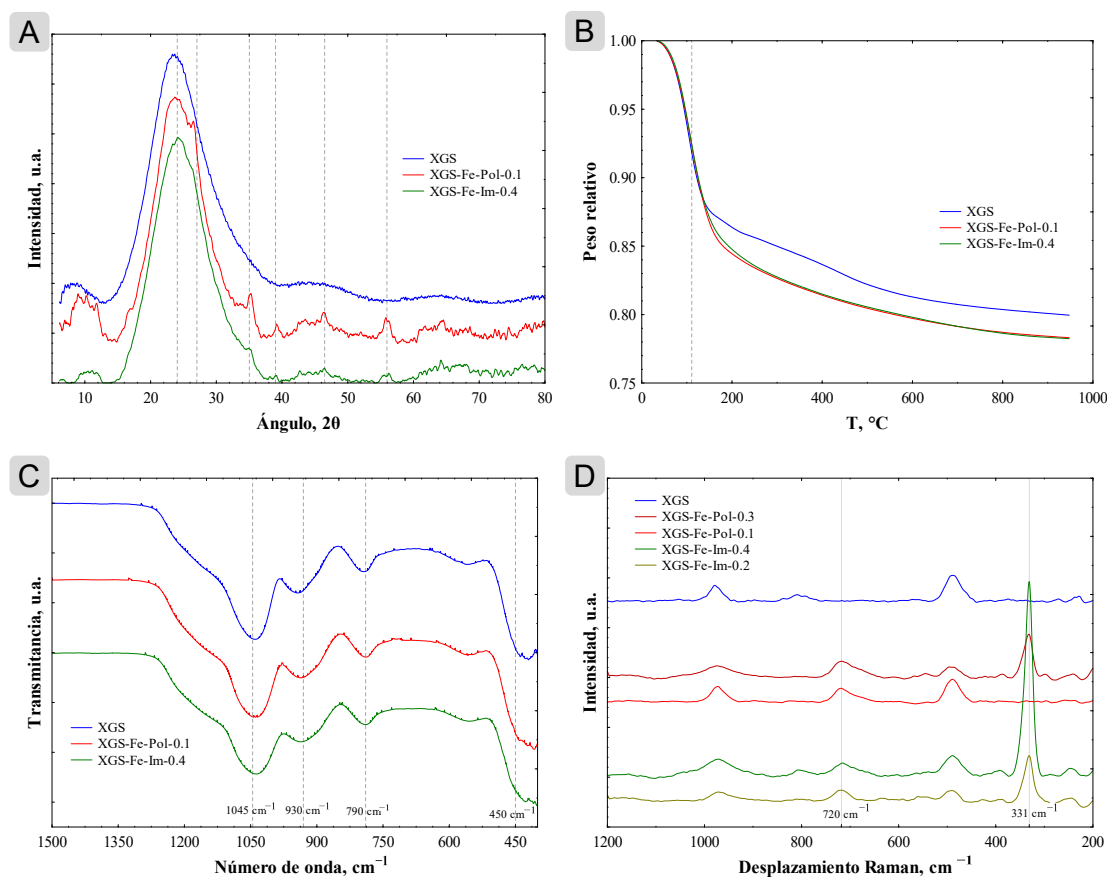 A
Intensidad, u.a.
XGS
XGS-Fe-Pol-0.1
XGS-Fe-Im-0.4
10 20 30 40 50 60 70 80
Ángulo, 2θ
B
Peso relativo
1.00
0.95
0.90
0.85
0.80
0.75
XGS
XGS-Fe-Pol-0.1
XGS-Fe-Im-0.4
0 200 400 600 800 1000
T, °C
C
Transmitancia, u.a.
XGS
XGS-Fe-Pol-0.1
XGS-Fe-Im-0.4
1045 cm⁻¹ 930 cm⁻¹ 790 cm⁻¹ 450 cm⁻¹
1500 1350 1200 1050 900 750 600 450
Número de onda, cm⁻¹
D
Intensidad, u.a.
XGS
XGS-Fe-Pol-0.3
XGS-Fe-Pol-0.1
XGS-Fe-Im-0.4
XGS-Fe-Im-0.2
720 cm⁻¹ 331 cm⁻¹
1200 1000 800 600 400 200
Desplazamiento Raman, cm⁻¹